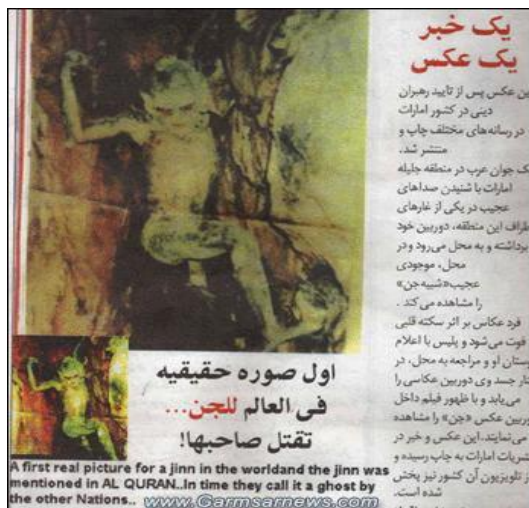 یک خبر
یک عکس
این عکس پس از تایید رهبران
دینی در کشور امارات
در رسانه‌های مختلف چاپ و
منتشر شد.
یک جوان عرب در منطقه جلیله
امارات با شنیدن صداهای
عجیب در یکی از غارهای
اطراف این منطقه، دوربین خود
برداشته و به محل می‌رود و در
محل، موجودی
عجیب «شبیه جن»
را مشاهده می کند .
فرد عکاس بر اثر سکته قلبی
فوت می‌شود و پلیس با اعلام
دوستان او و مراجعه به محل، در
کنار جسد وی دوربین عکاسی را
می‌یابد و با ظهور فیلم داخل
دوربین عکس «جن» را مشاهده
می نمایند. این عکس و خبر در
نشریات امارات به چاپ رسیده و
از تلویزیون آن کشور نیز پخش
شده است.
اول صوره حقيقيه
في العالم للجن...
تقتل صاحبها!
A first real picture for a jinn in the worldand the jinn was
mentioned in AL QURAN..In time they call it a ghost by
the other Nations..
www.Garmsarnews.com